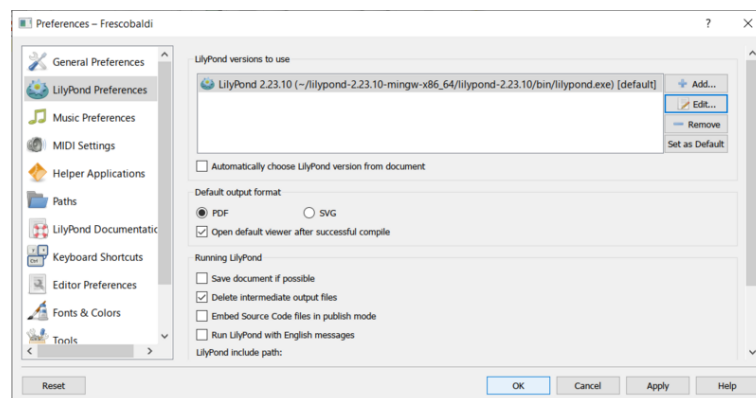 Preferences – Frescobaldi
?
General Preferences
LilyPond Preferences
Music Preferences
MIDI Settings
Helper Applications
Paths
LilyPond Documentatic
Keyboard Shortcuts
Editor Preferences
Fonts & Colors
Tools
LilyPond versions to use
LilyPond 2.23.10 (~/lilypond-2.23.10-mingw-x86_64/lilypond-2.23.10/bin/lilypond.exe) [default]
Add...
Edit...
Remove
Set as Default
Automatically choose LilyPond version from document
Default output format
PDF SVG
Open default viewer after successful compile
Running LilyPond
Save document if possible
Delete intermediate output files
Embed Source Code files in publish mode
Run LilyPond with English messages
LilyPond include path:
Reset OK Cancel Apply Help